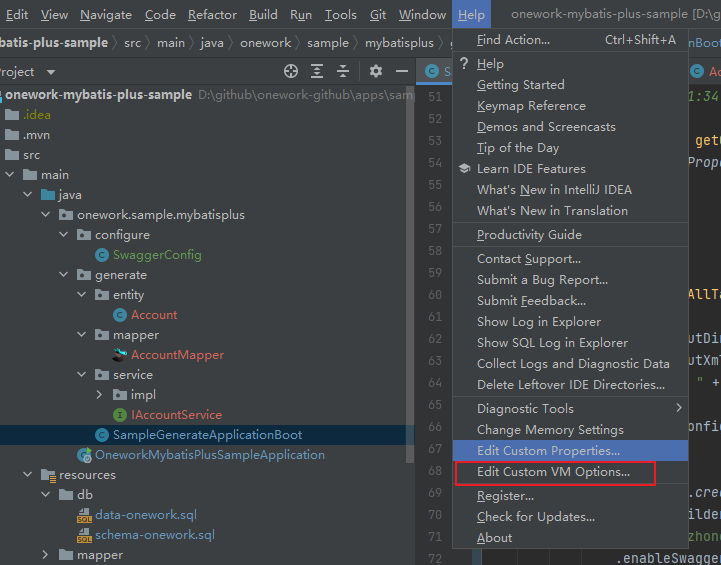 Edit View Navigate Code Refactor Build Run Tools Git Window Help onework-mybatis-plus-sample [D:\g
batis-plus-sample src main java onework sample mybatisplus g
Project
onework-mybatis-plus-sample D:\github\onework-github\apps\sam
.idea
.mvn
src
main
java
onework.sample.mybatisplus
configure
SwaggerConfig
generate
entity
Account
mapper
AccountMapper
service
impl
IAccountService
SampleGenerateApplicationBoot
OneworkMybatisPlusSampleApplication
resources
db
data-onework.sql
schema-onework.sql
mapper
Find Action... Ctrl+Shift+A
Help
Getting Started
Keymap Reference
Demos and Screencasts
Tip of the Day
Learn IDE Features
What's New in IntelliJ IDEA
What's New in Translation
Productivity Guide
Contact Support...
Submit a Bug Report...
Submit Feedback...
Show Log in Explorer
Show SQL Log in Explorer
Collect Logs and Diagnostic Data
Delete Leftover IDE Directories...
Diagnostic Tools
Change Memory Settings
Edit Custom Properties...
Edit Custom VM Options...
Register...
Check for Updates...
About
S
nBoot
Ac
51
52
53
54
55
56
57
58
59
60
61
62
63
64
65
66
67
68
69
70
71
72
1:34
getC
Prope
AllTa
utDir
utXml
" +
onfig
.crea
ilder
zhong
.enableSwagger